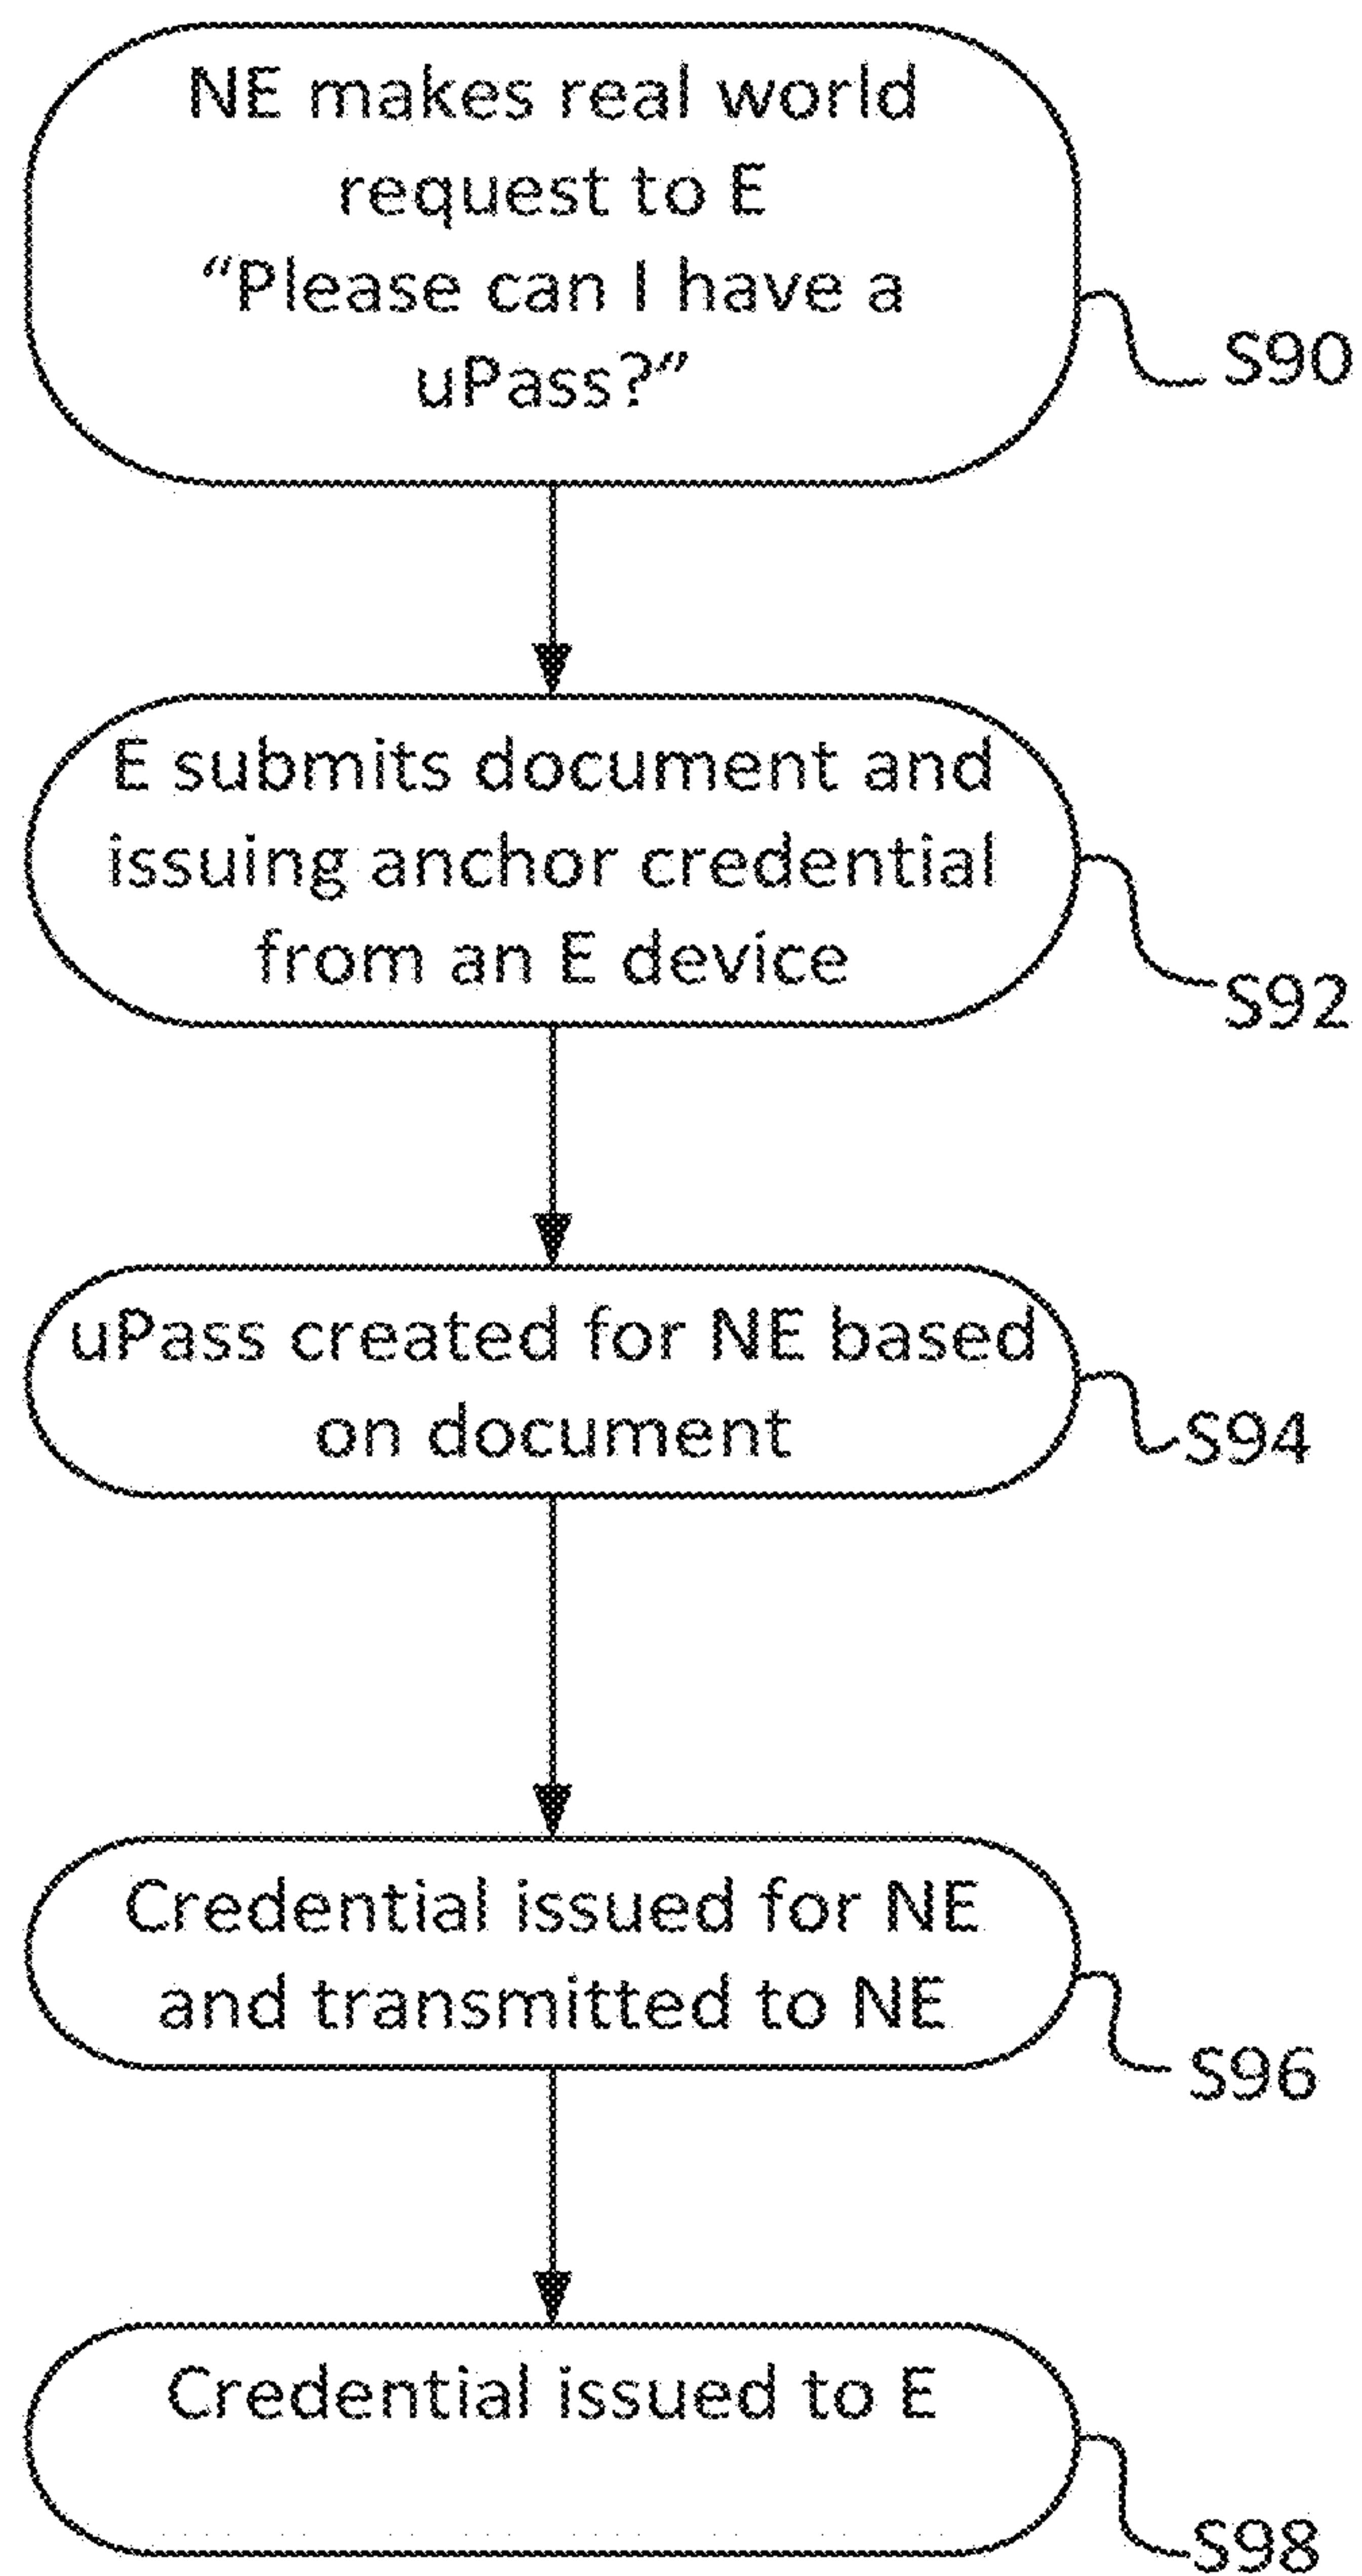 NE makes real world
request to E
“Please can I have a
uPass?”
S90
E submits document and
issuing anchor credential
from an E device
S92
uPass created for NE based
on document
S94
Credential issued for NE
and transmitted to NE
S96
Credential issued to E
S98